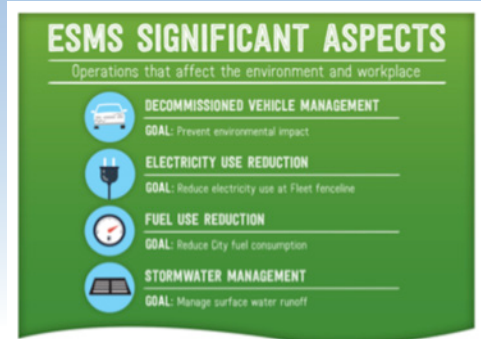 ESMS SIGNIFICANT ASPECTS
Operations that affect the environment and workplace
DECOMMISSIONED VEHICLE MANAGEMENT
GOAL: Prevent environmental impact
ELECTRICITY USE REDUCTION
GOAL: Reduce electricity use at Fleet fenceline
FUEL USE REDUCTION
GOAL: Reduce City fuel consumption
STORMWATER MANAGEMENT
GOAL: Manage surface water runoff